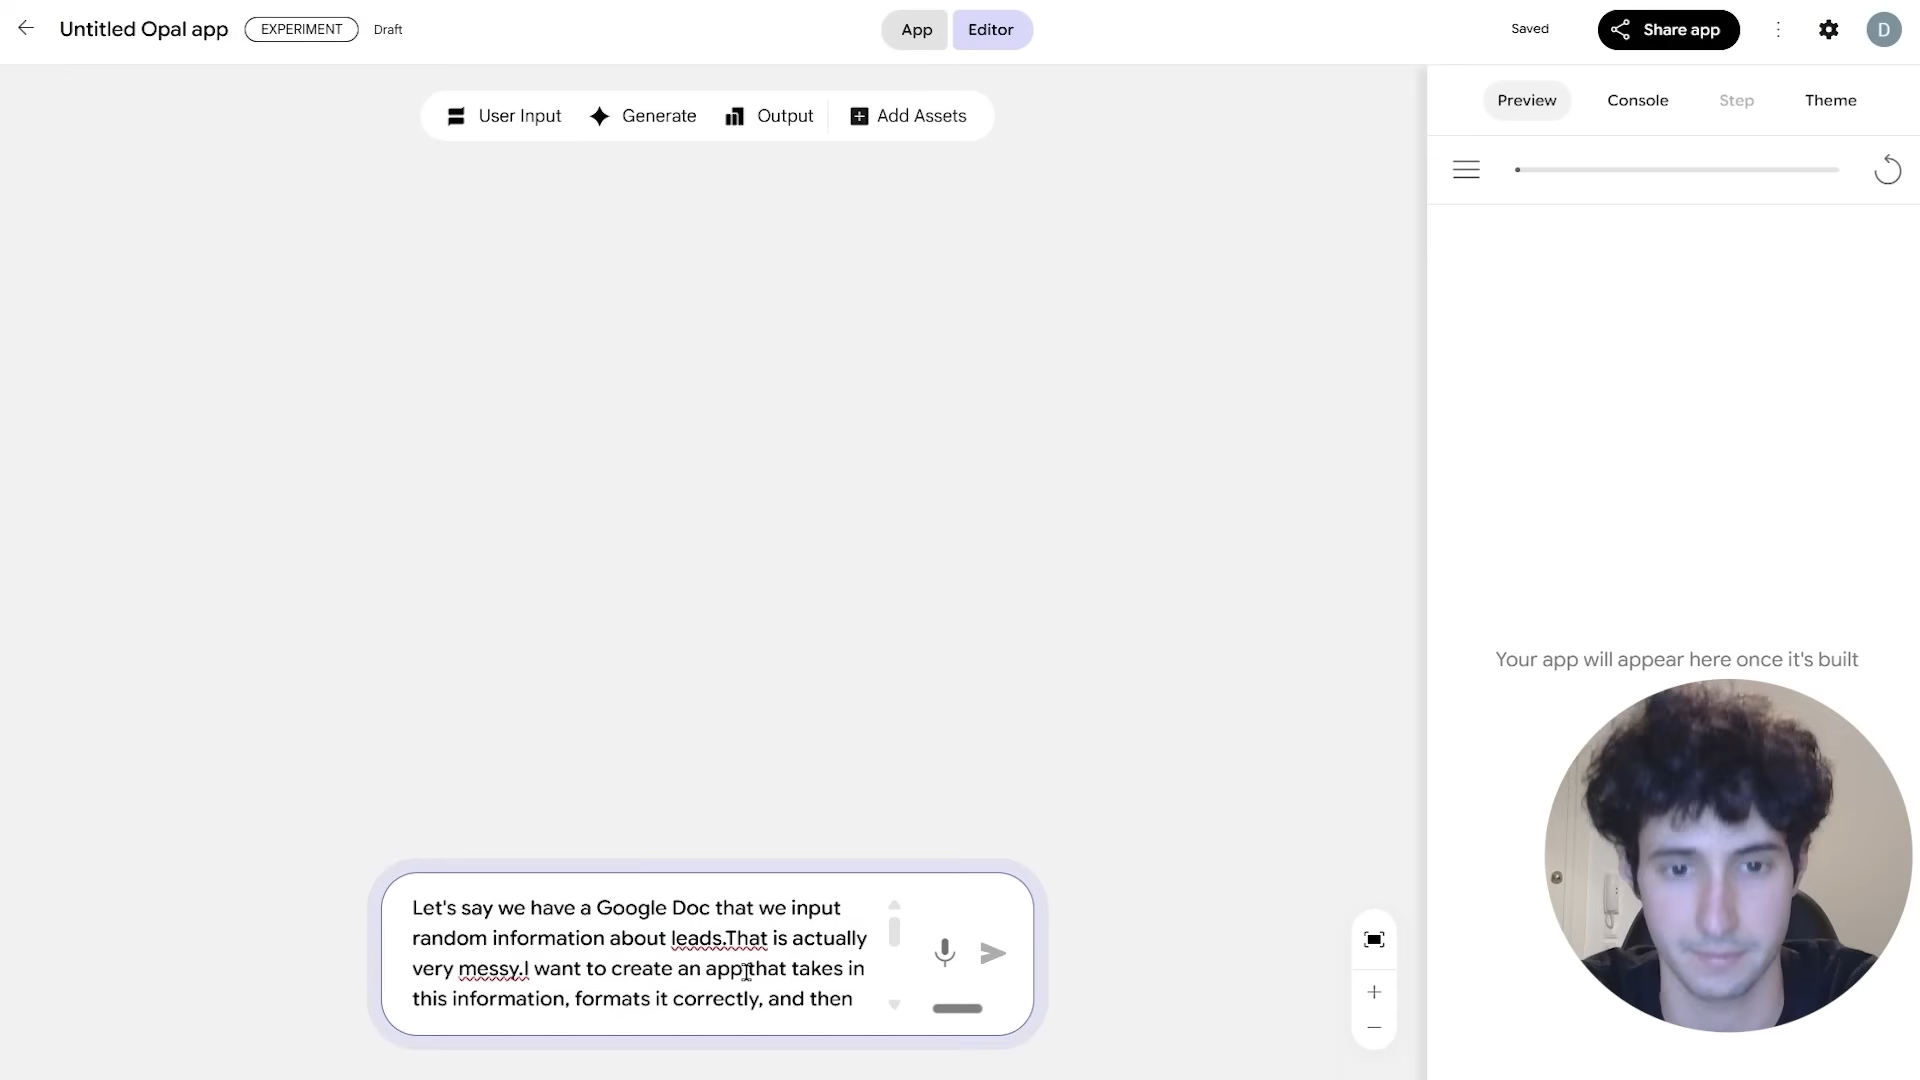 Untitled Opal app
EXPERIMENT
Draft
App
Editor
Saved
Share app
D
User Input
Generate
Output
Add Assets
Preview
Console
Step
Theme
Your app will appear here once it's built
Let's say we have a Google Doc that we input
random information about leads.That is actually
very messy.I want to create an app that takes in
this information, formats it correctly, and then